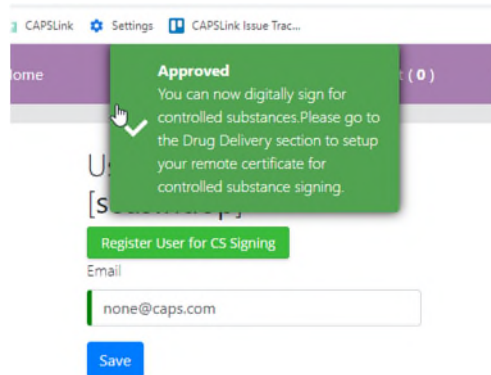 CAPSLink Settings CAPSLink Issue Trac...
ome
( 0 )
Approved
You can now digitally sign for
controlled substances.Please go to
the Drug Delivery section to setup
your remote certificate for
controlled substance signing.
Register User for CS Signing
Email
none@caps.com
Save